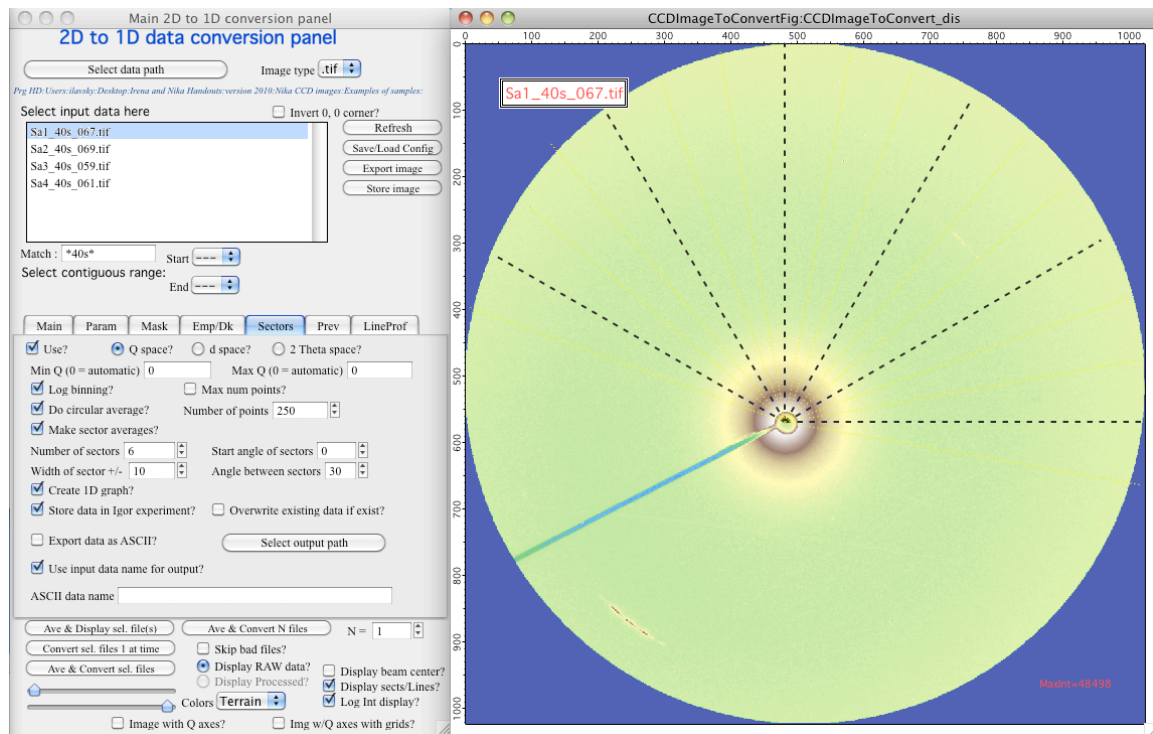 Main 2D to 1D conversion panel
2D to 1D data conversion panel
Select data path
Image type .tif
Prg HD:Users:ilavsky:Desktop:Irena and Nika Handouts:version 2010:Nika CCD images:Examples of samples:
Select input data here
Invert 0, 0 corner?
Sa1_40s_067.tif
Sa2_40s_069.tif
Sa3_40s_059.tif
Sa4_40s_061.tif
Refresh
Save/Load Config
Export image
Store image
Match : *40s*
Start ---
Select contiguous range:
End ---
Main Param Mask Emp/Dk Sectors Prev LineProf
Use? Q space? d space? 2 Theta space?
Min Q (0 = automatic) 0 Max Q (0 = automatic) 0
Log binning? Max num points?
Do circular average? Number of points 250
Make sector averages?
Number of sectors 6 Start angle of sectors 0
Width of sector +/- 10 Angle between sectors 30
Create 1D graph?
Store data in Igor experiment? Overwrite existing data if exist?
Export data as ASCII? Select output path
Use input data name for output?
ASCII data name
Ave & Display sel. file(s) Ave & Convert N files N = 1
Convert sel. files 1 at time Skip bad files?
Ave & Convert sel. files Display RAW data? Display beam center?
Display Processed? Display sects/Lines?
Colors Terrain Log Int display?
Image with Q axes? Img w/Q axes with grids?
CCDImageToConvertFig:CCDImageToConvert_dis
0 100 200 300 400 500 600 700 800 900 1000
0
100
200
300
400
500
600
700
800
900
1000
Sa1_40s_067.tif
MaxInt=48498